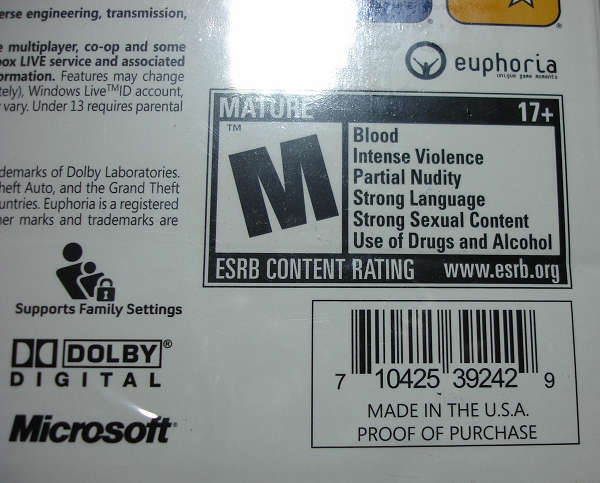 erse engineering, transmission,
multiplayer, co-op and some
ox LIVE service and associated
ormation. Features may change
tely), Windows Live™ID account,
vary. Under 13 requires parental
euphoria
unique game moments
MATURE 17+
TM
M
Blood
Intense Violence
Partial Nudity
Strong Language
Strong Sexual Content
Use of Drugs and Alcohol
ESRB CONTENT RATING www.esrb.org
demarks of Dolby Laboratories.
heft Auto, and the Grand Theft
untries. Euphoria is a registered
er marks and trademarks are
Supports Family Settings
DOLBY®
DIGITAL
Microsoft®
7 10425 39242 9
MADE IN THE U.S.A.
PROOF OF PURCHASE